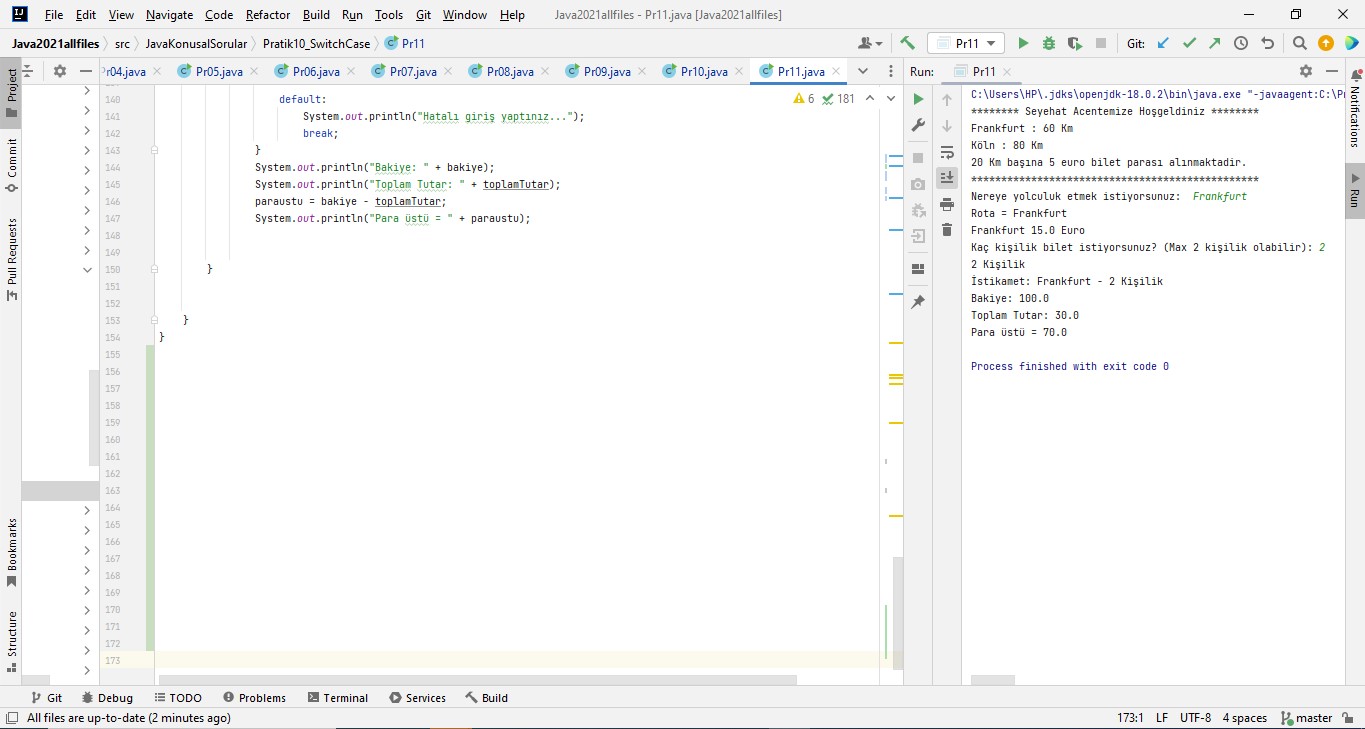 File Edit View Navigate Code Refactor Build Run Tools Git Window Help Java2021allfiles - Pr11.java [Java2021allfiles]
Java2021allfiles src JavaKonusalSorular Pratik10_SwitchCase Pr11 Pr11 Git:
Project
Commit
Pull Requests
Bookmarks
Structure
r04.java Pr05.java Pr06.java Pr07.java Pr08.java Pr09.java Pr10.java Pr11.java
6 181
140 default:
141 System.out.println("Hatalı giriş yaptınız...");
142 break;
143 }
144 System.out.println("Bakiye: " + bakiye);
145 System.out.println("Toplam Tutar: " + toplamTutar);
146 paraustu = bakiye - toplamTutar;
147 System.out.println("Para üstü = " + paraustu);
148
149
150 }
151
152
153 }
154 }
155
156
157
158
159
160
161
162
163
164
165
166
167
168
169
170
171
172
173
Run: Pr11
C:\Users\HP\.jdks\openjdk-18.0.2\bin\java.exe "-javaagent:C:\P
******** Seyehat Acentemize Hoşgeldiniz ********
Frankfurt : 60 Km
Köln : 80 Km
20 Km başına 5 euro bilet parası alınmaktadir.
************************************************
Nereye yolculuk etmek istiyorsunuz: Frankfurt
Rota = Frankfurt
Frankfurt 15.0 Euro
Kaç kişilik bilet istiyorsunuz? (Max 2 kişilik olabilir): 2
2 Kişilik
İstikamet: Frankfurt - 2 Kişilik
Bakiye: 100.0
Toplam Tutar: 30.0
Para üstü = 70.0
Process finished with exit code 0
Notifications
Run
Git Debug TODO Problems Terminal Services Build
All files are up-to-date (2 minutes ago) 173:1 LF UTF-8 4 spaces master